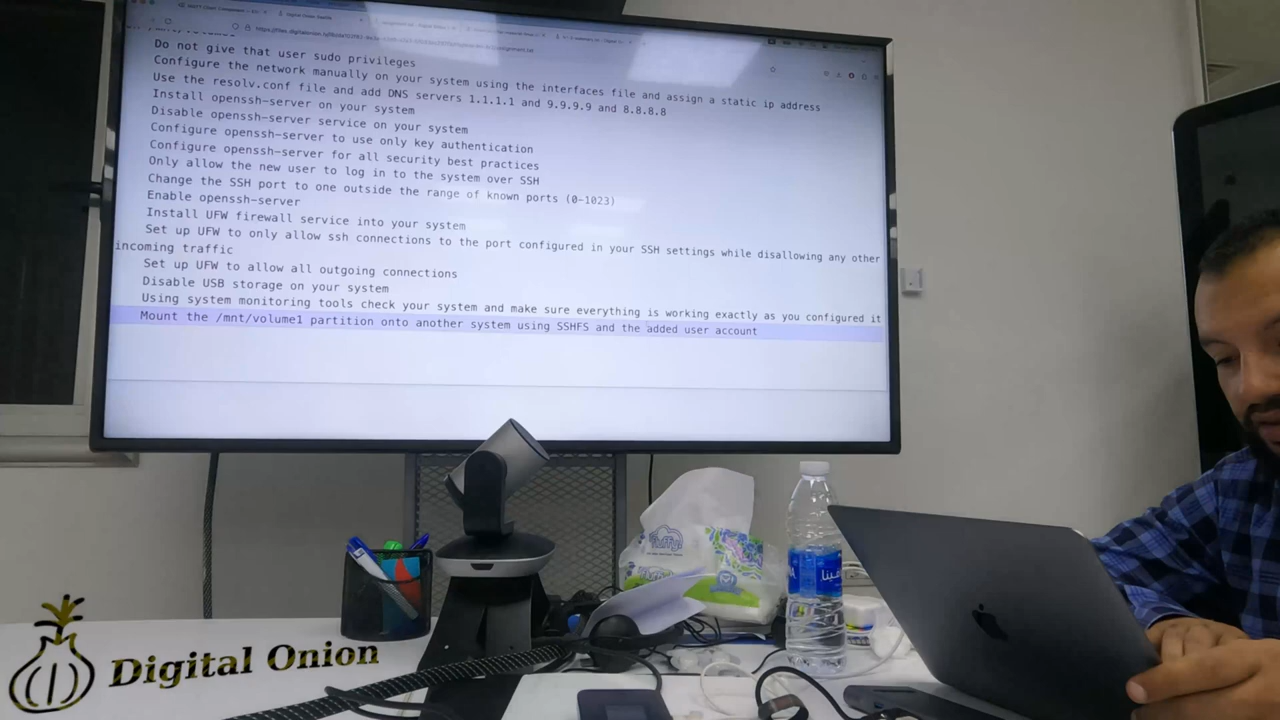 Do not give that user sudo privileges
Configure the network manually on your system using the interfaces file and assign a static ip address
Use the resolv.conf file and add DNS servers 1.1.1.1 and 9.9.9.9 and 8.8.8.8
Install openssh-server on your system
Disable openssh-server service on your system
Configure openssh-server to use only key authentication
Configure openssh-server for all security best practices
Only allow the new user to log in to the system over SSH
Change the SSH port to one outside the range of known ports (0-1023)
Enable openssh-server
Install UFW firewall service into your system
Set up UFW to only allow ssh connections to the port configured in your SSH settings while disallowing any other
incoming traffic
Set up UFW to allow all outgoing connections
Disable USB storage on your system
Using system monitoring tools check your system and make sure everything is working exactly as you configured it
Mount the /mnt/volume1 partition onto another system using SSHFS and the added user account
fluffy!
Digital Onion